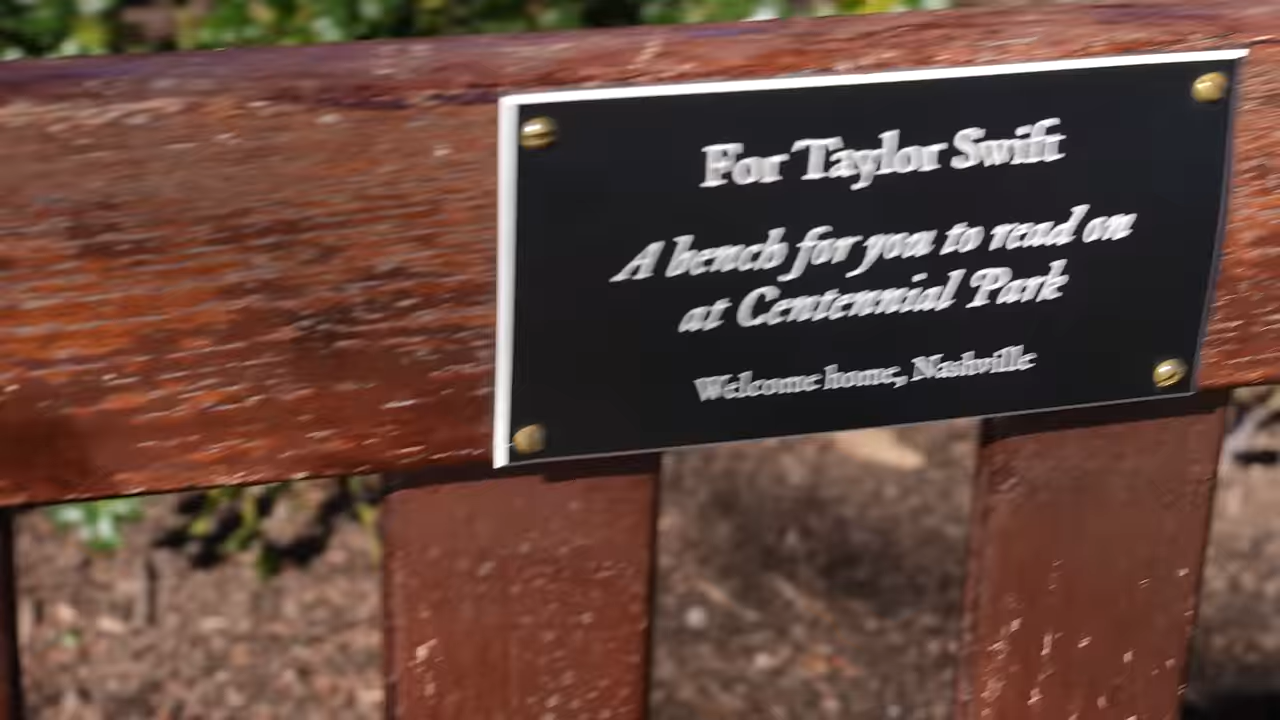 For Taylor Swift
A bench for you to read on
at Centennial Park
Welcome home, Nashville